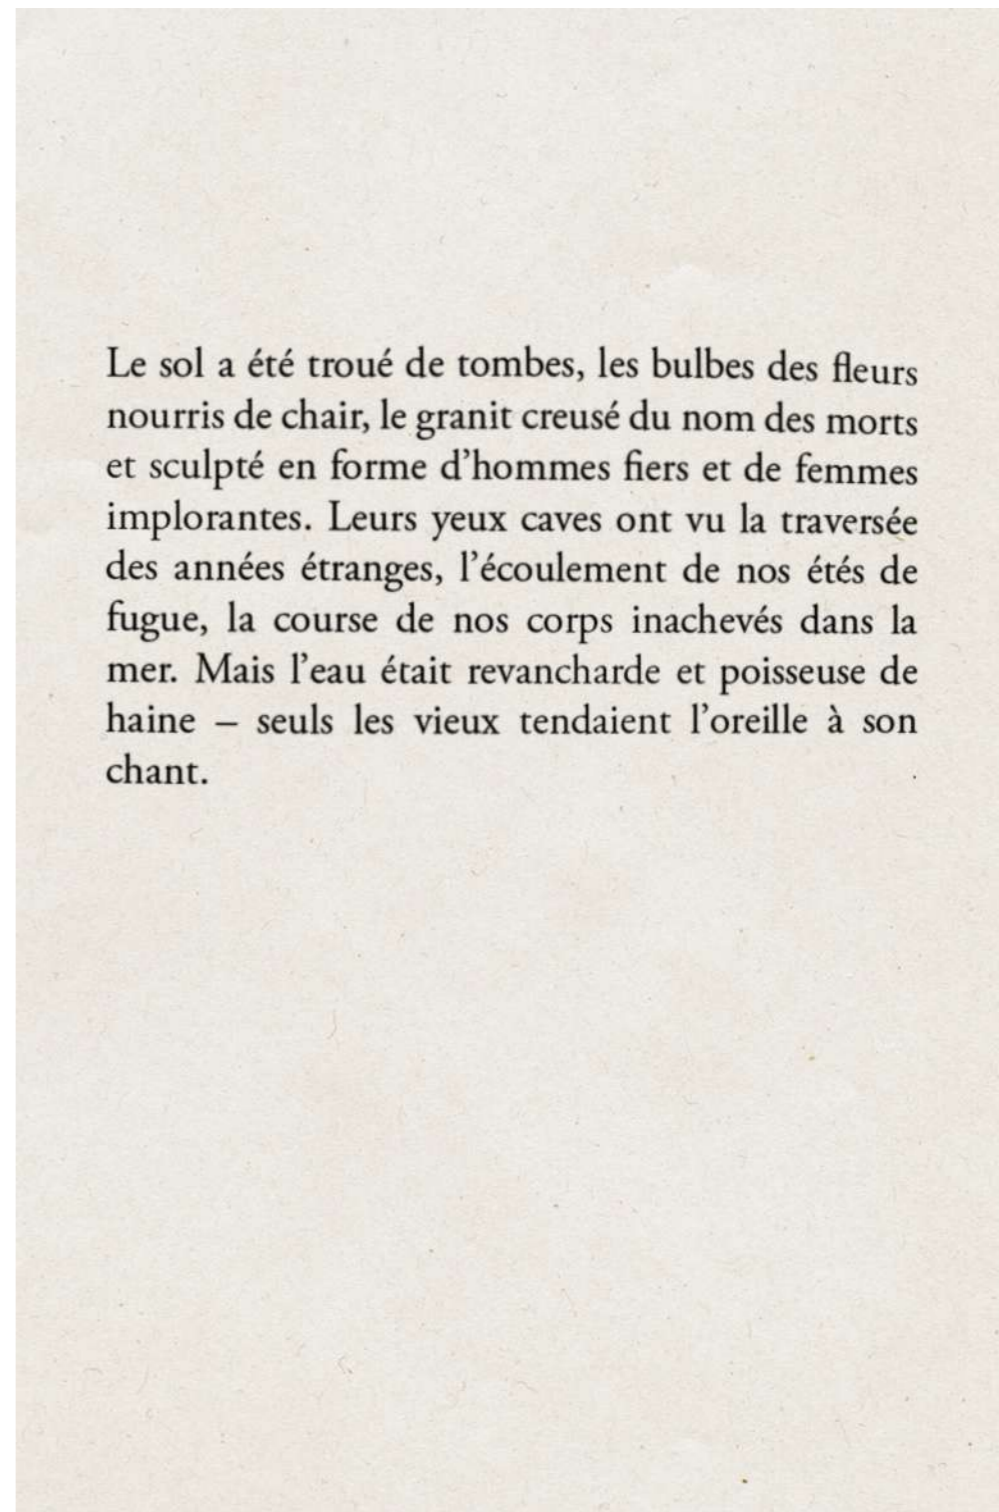 Le sol a été troué de tombes, les bulbes des fleurs
nourris de chair, le granit creusé du nom des morts
et sculpté en forme d’hommes fiers et de femmes
implorantes. Leurs yeux caves ont vu la traversée
des années étranges, l’écoulement de nos étés de
fugue, la course de nos corps inachevés dans la
mer. Mais l’eau était revancharde et poisseuse de
haine – seuls les vieux tendaient l’oreille à son
chant.